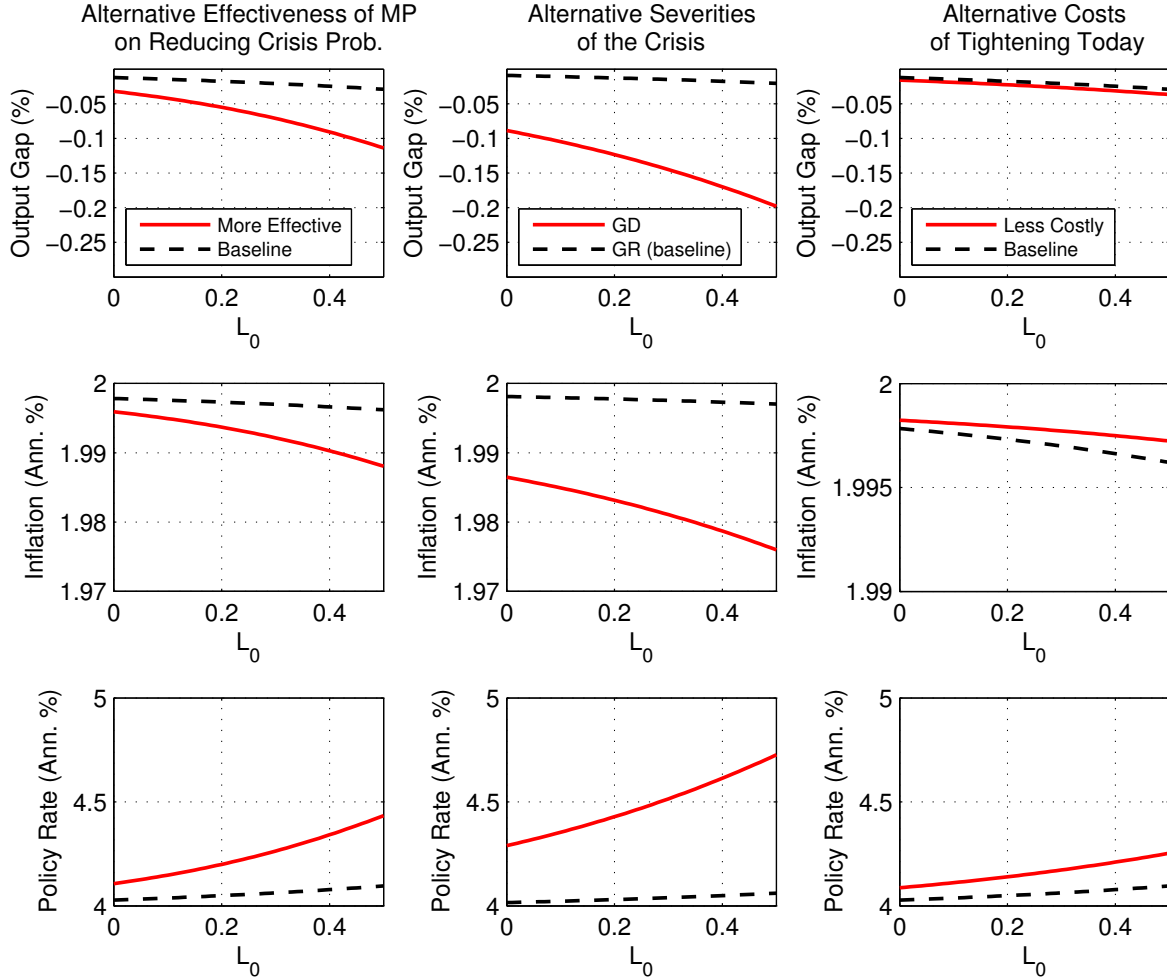 Alternative Effectiveness of MP
on Reducing Crisis Prob.
Alternative Severities
of the Crisis
Alternative Costs
of Tightening Today
Output Gap (%)
−0.05
−0.1
−0.15
−0.2
−0.25
More Effective
Baseline
0
0.2
0.4
L0
Output Gap (%)
−0.05
−0.1
−0.15
−0.2
−0.25
GD
GR (baseline)
0
0.2
0.4
L0
Output Gap (%)
−0.05
−0.1
−0.15
−0.2
−0.25
Less Costly
Baseline
0
0.2
0.4
L0
Inflation (Ann. %)
2
1.99
1.98
1.97
0
0.2
0.4
L0
Inflation (Ann. %)
2
1.99
1.98
1.97
0
0.2
0.4
L0
Inflation (Ann. %)
2
1.995
1.99
0
0.2
0.4
L0
Policy Rate (Ann. %)
5
4.5
4
0
0.2
0.4
L0
Policy Rate (Ann. %)
5
4.5
4
0
0.2
0.4
L0
Policy Rate (Ann. %)
5
4.5
4
0
0.2
0.4
L0